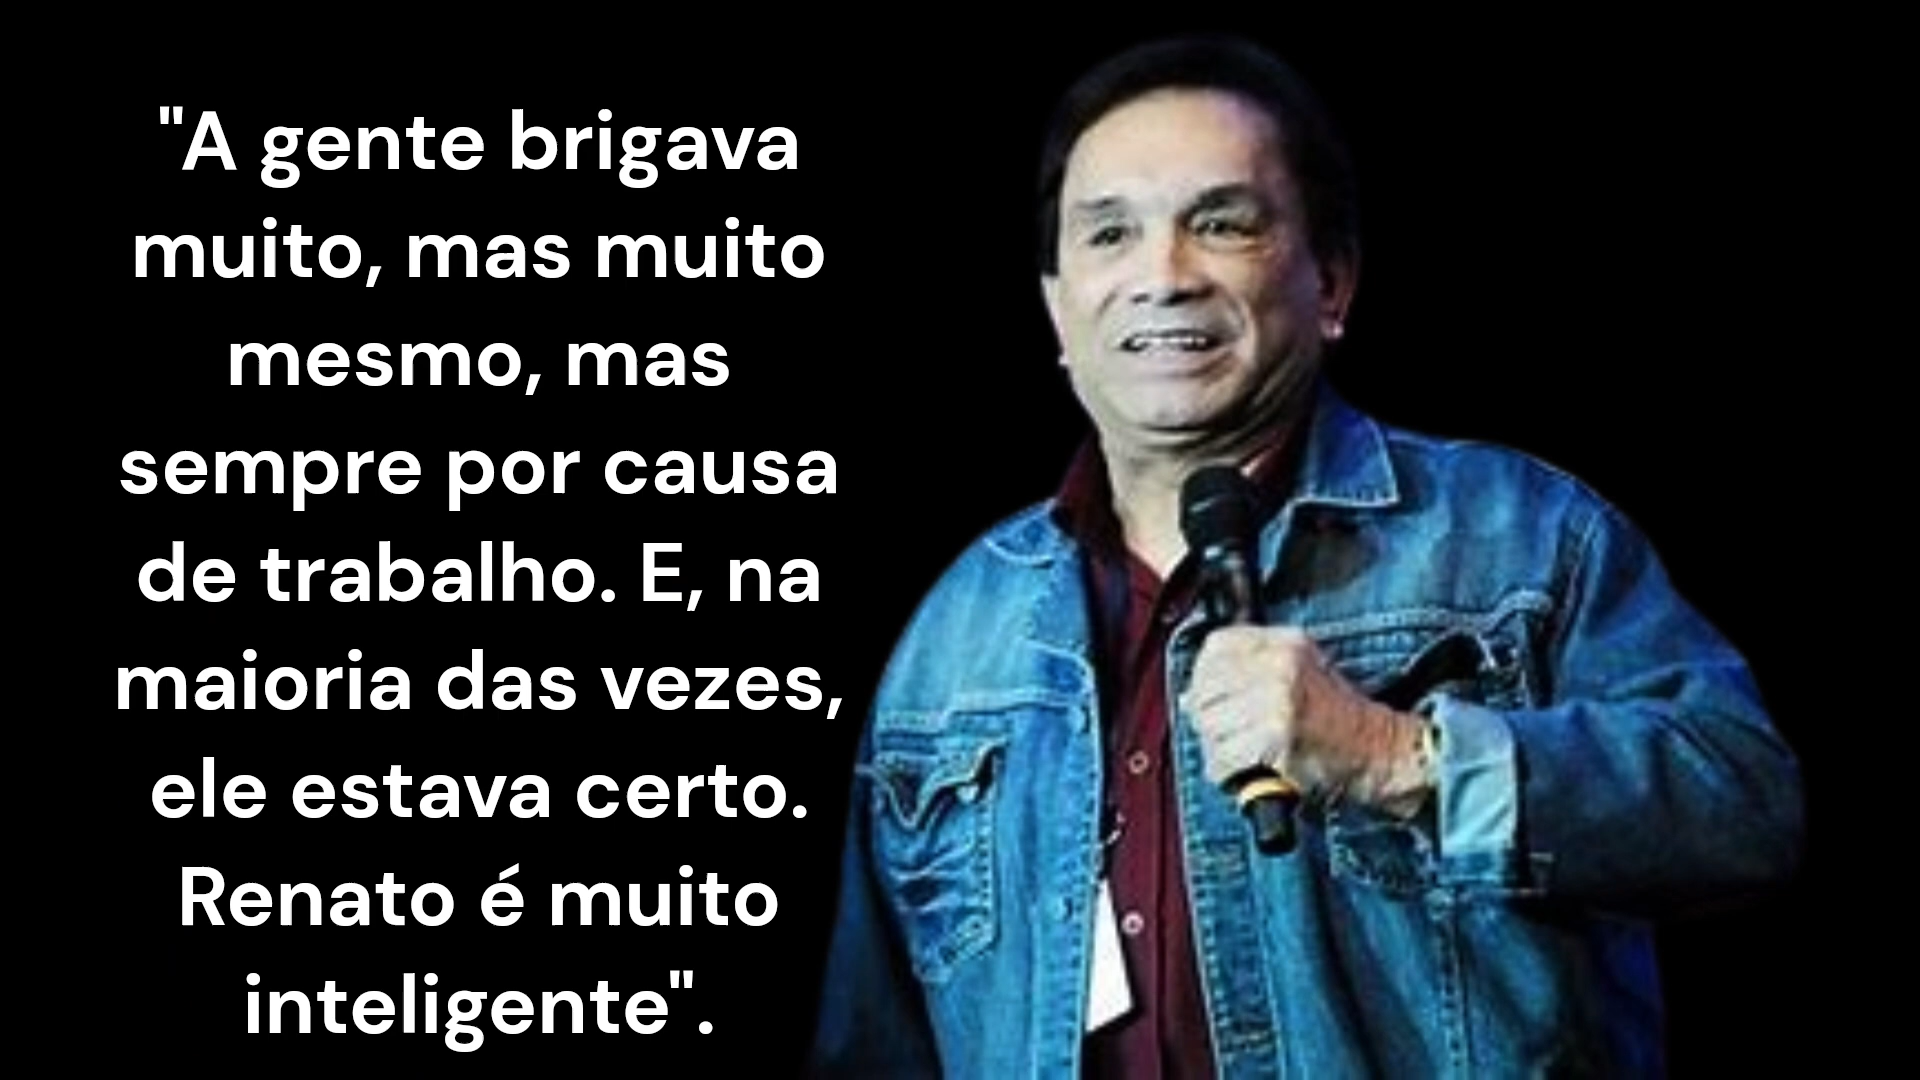 "A gente brigava
muito, mas muito
mesmo, mas
sempre por causa
de trabalho. E, na
maioria das vezes,
ele estava certo.
Renato é muito
inteligente".